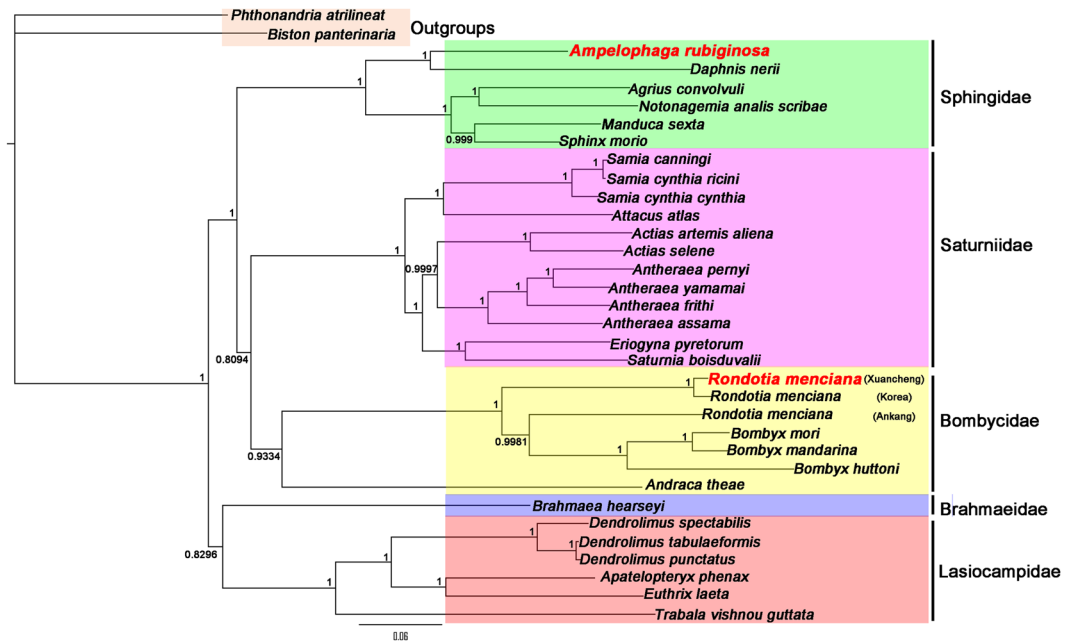 Phthonandria atrilineat
Biston panterinaria
Outgroups
1
Ampelophaga rubiginosa
Daphnis nerii
1
1
Agrius convolvuli
Notonagemia analis scribae
1
Manduca sexta
0.999
Sphinx morio
Sphingidae
1
1
Samia canningi
Samia cynthia ricini
1
Samia cynthia cynthia
1
Attacus atlas
1
Actias artemis aliena
Actias selene
1
0.9997
1
Antheraea pernyi
Antheraea yamamai
1
Antheraea frithi
1
Antheraea assama
1
1
Eriogyna pyretorum
Saturnia boisduvalii
Saturniidae
0.8094
1
1
Rondotia menciana (Xuancheng)
Rondotia menciana (Korea)
1
Rondotia menciana (Ankang)
0.9981
1
Bombyx mori
Bombyx mandarina
1
Bombyx huttoni
0.9334
Andraca theae
Bombycidae
Brahmaea hearseyi
Brahmaeidae
0.8296
1
Dendrolimus spectabilis
1
Dendrolimus tabulaeformis
Dendrolimus punctatus
1
1
Apatelopteryx phenax
Euthrix laeta
1
Trabala vishnou guttata
Lasiocampidae
0.06